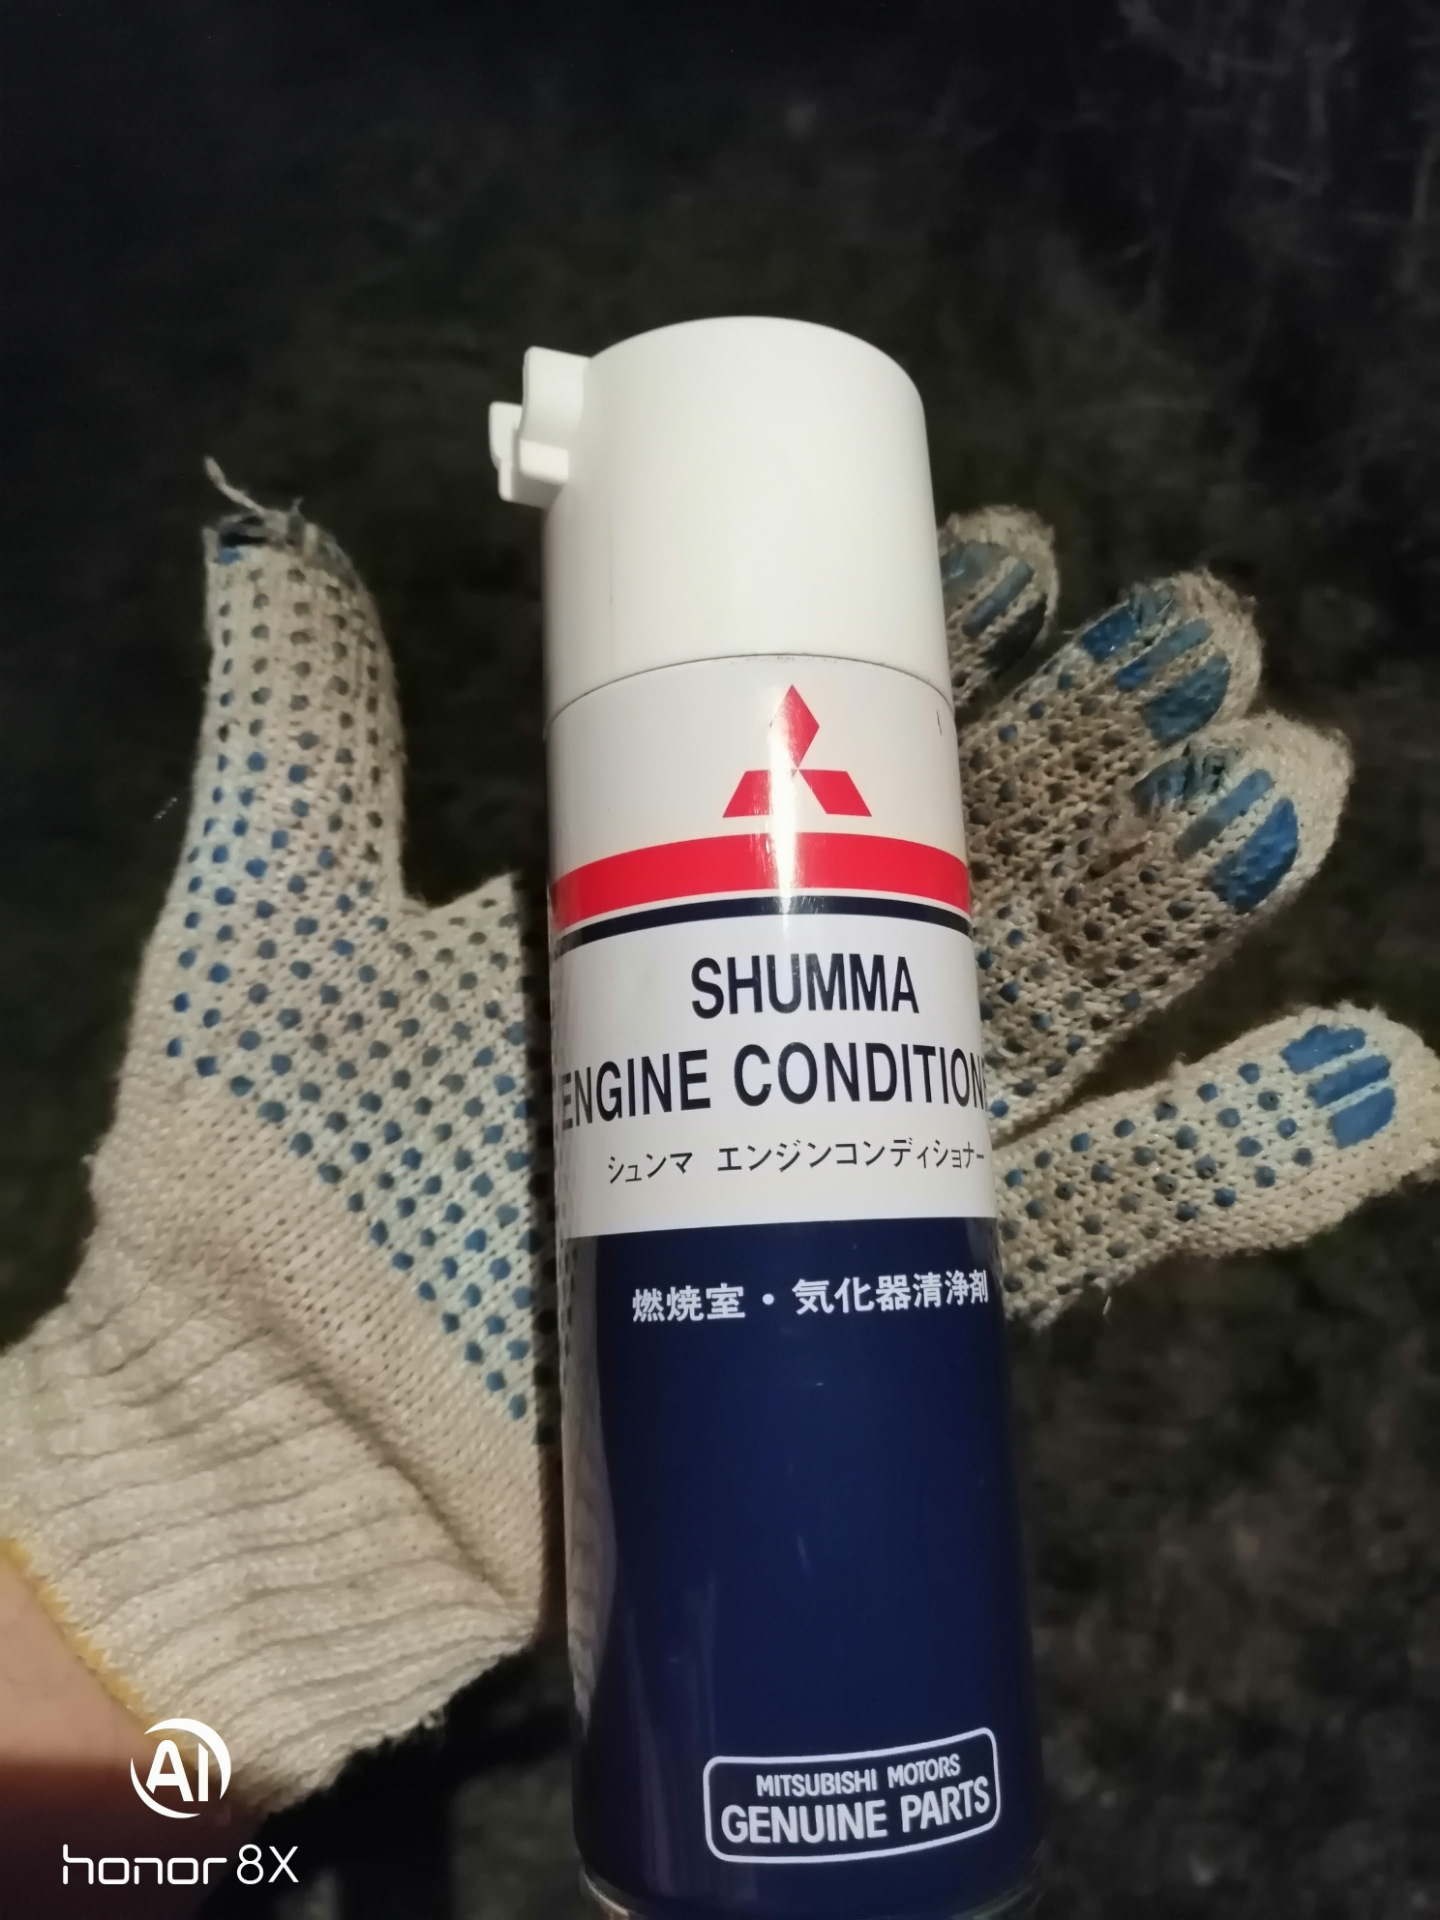 SHUMMA
ENGINE CONDITION
シュンマ エンジンコンディショナー
燃焼室・気化器清浄剤
MITSUBISHI MOTORS
GENUINE PARTS
AI
honor 8X